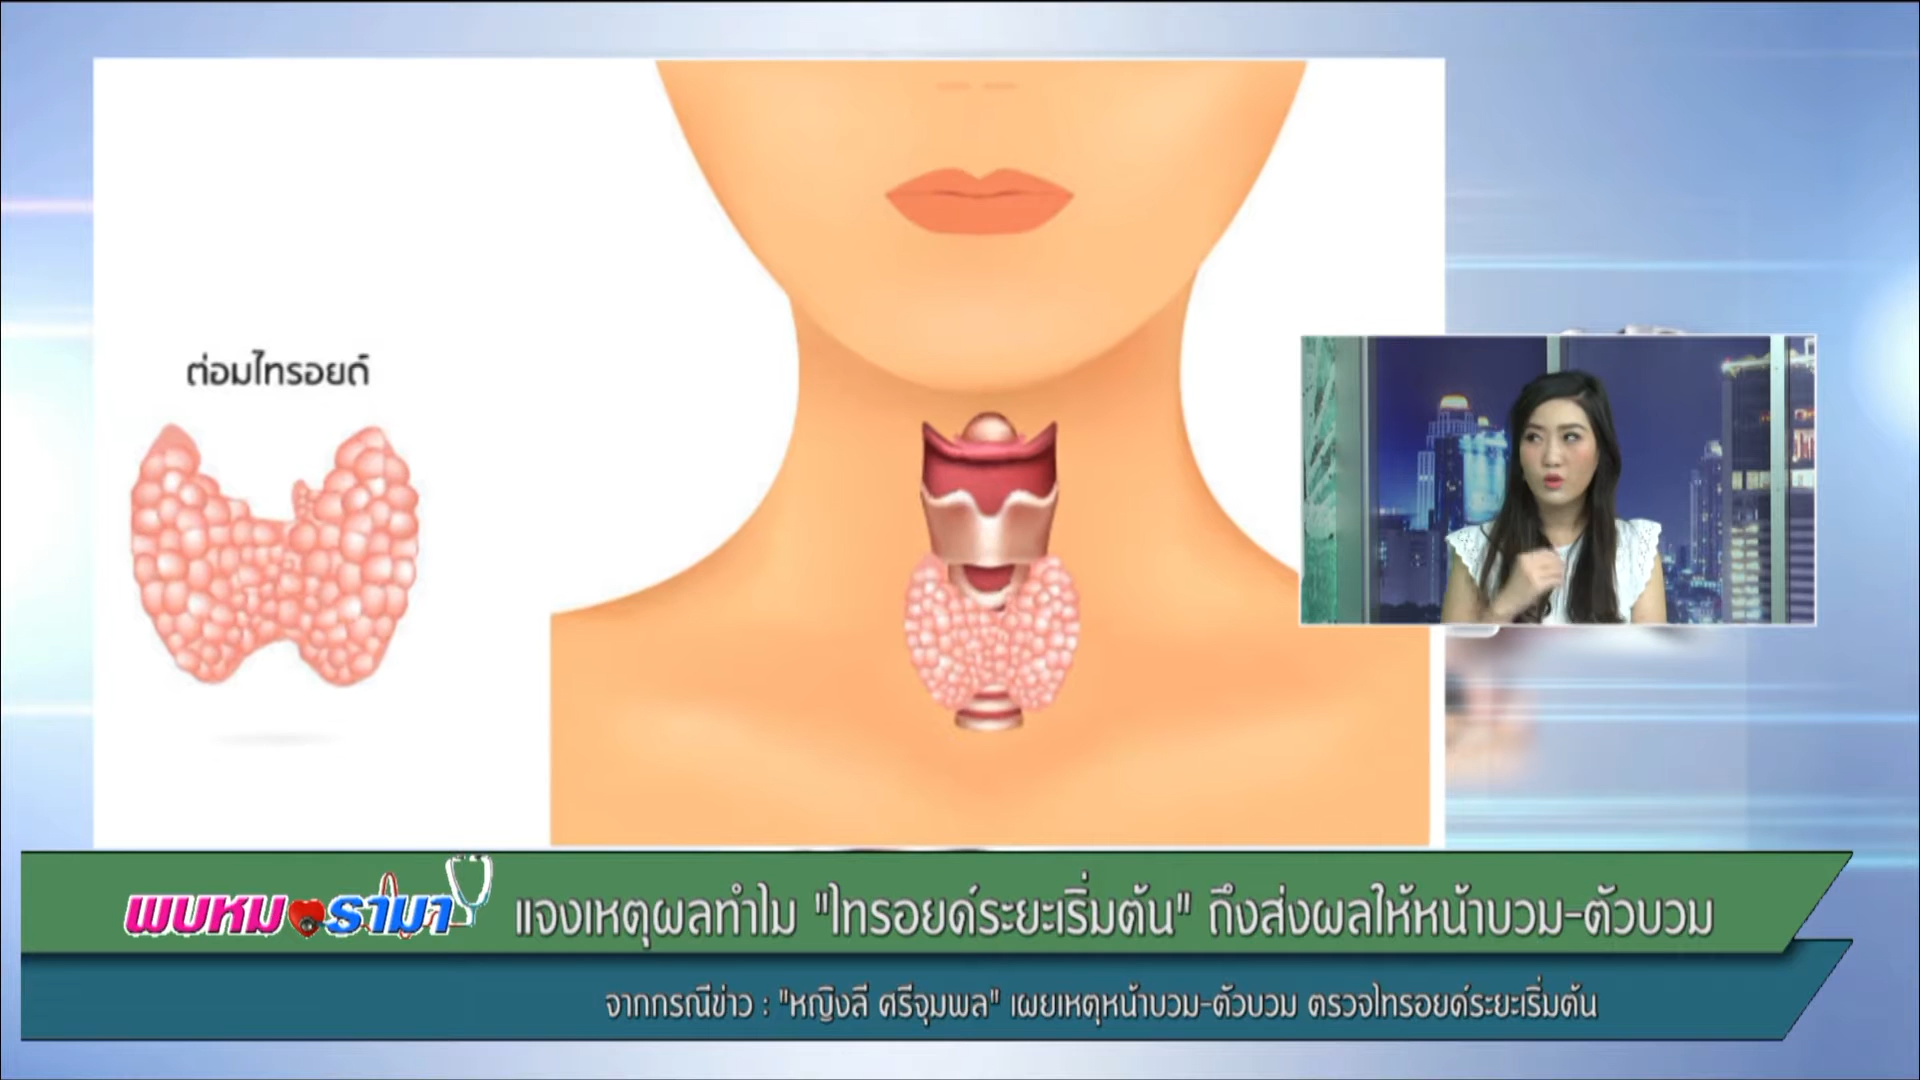 ต่อมไทรอยด์
พบหมอรามา
แจงเหตุผลทำไม "ไทรอยด์ระยะเริ่มต้น" ถึงส่งผลให้หน้าบวม-ตัวบวม
จากกรณีข่าว : "หญิงลี ศรีจุมพล" เผยเหตุหน้าบวม-ตัวบวม ตรวจไทรอยด์ระยะเริ่มต้น